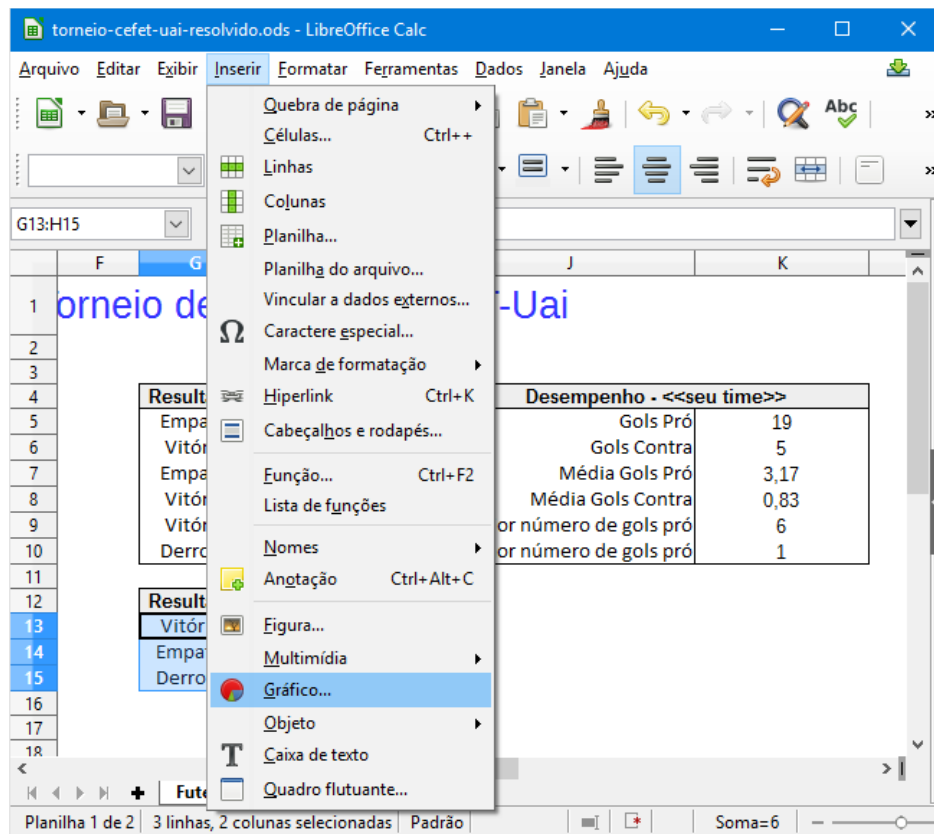 torneio-cefet-uai-resolvido.ods - LibreOffice Calc
Arquivo Editar Exibir Inserir Formatar Ferramentas Dados Janela Ajuda
Abc
G13:H15
Quebra de página
Células... Ctrl++
Linhas
Colunas
Planilha...
Planilha do arquivo...
Vincular a dados externos...
Caractere especial...
Marca de formatação
Hiperlink Ctrl+K
Cabeçalhos e rodapés...
Função... Ctrl+F2
Lista de funções
Nomes
Anotação Ctrl+Alt+C
Figura...
Multimídia
Gráfico...
Objeto
Caixa de texto
Quadro flutuante...
F G J K
1 orneio de -Uai
2
3
4 Result Desempenho - <<seu time>>
5 Empa Gols Pró 19
6 Vitór Gols Contra 5
7 Empa Média Gols Pró 3,17
8 Vitór Média Gols Contra 0,83
9 Vitór or número de gols pró 6
10 Derro or número de gols pró 1
11
12 Result
13 Vitór
14 Empa
15 Derro
16
17
18
Fute
Planilha 1 de 2 3 linhas, 2 colunas selecionadas Padrão Soma=6